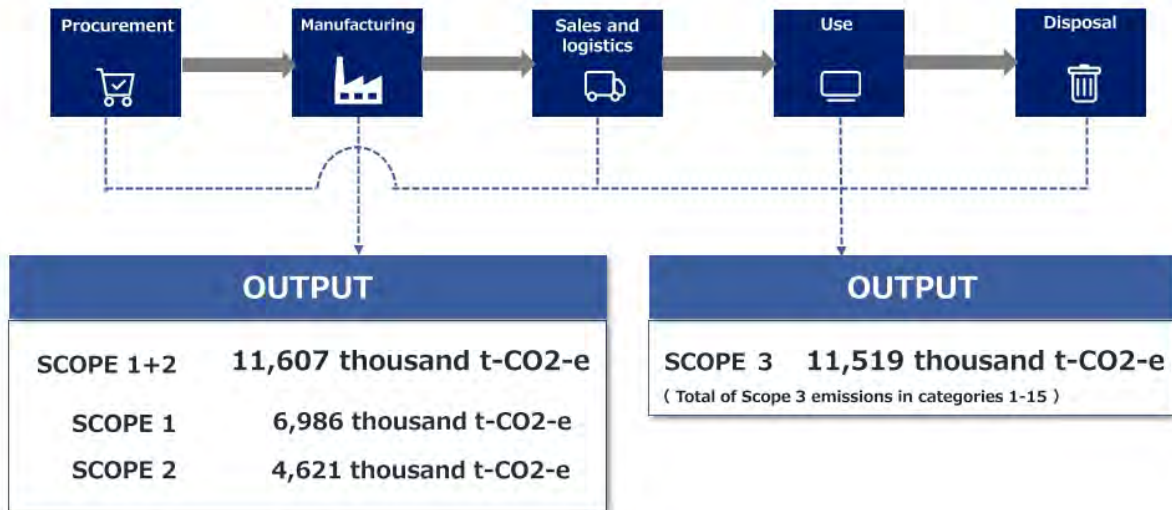 Procurement
Manufacturing
Sales and
logistics
Use
Disposal
OUTPUT
SCOPE 1+2 11,607 thousand t-CO2-e
SCOPE 1 6,986 thousand t-CO2-e
SCOPE 2 4,621 thousand t-CO2-e
OUTPUT
SCOPE 3 11,519 thousand t-CO2-e
( Total of Scope 3 emissions in categories 1-15 )